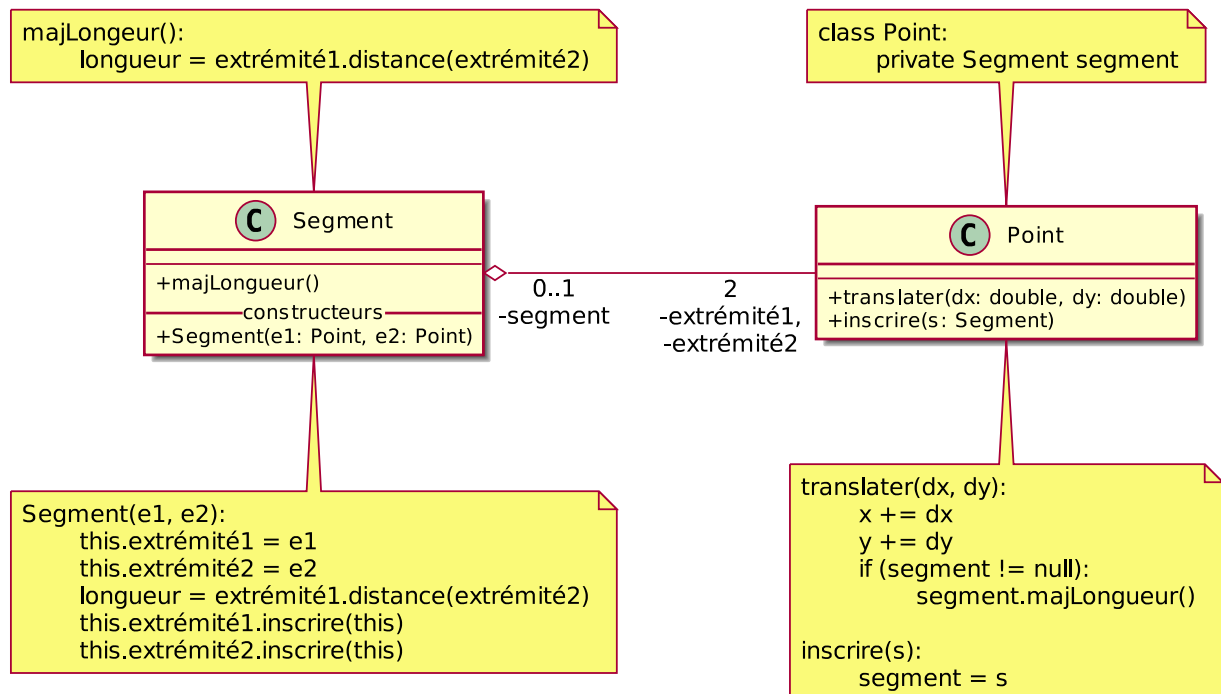 majLongeur():
longueur = extrémité1.distance(extrémité2)
class Point:
private Segment segment
C Segment
+majLongueur()
constructeurs
+Segment(e1: Point, e2: Point)
0..1
-segment
2
-extrémité1,
-extrémité2
C Point
+translater(dx: double, dy: double)
+inscrire(s: Segment)
Segment(e1, e2):
this.extrémité1 = e1
this.extrémité2 = e2
longueur = extrémité1.distance(extrémité2)
this.extrémité1.inscrire(this)
this.extrémité2.inscrire(this)
translater(dx, dy):
x += dx
y += dy
if (segment != null):
segment.majLongueur()
inscrire(s):
segment = s